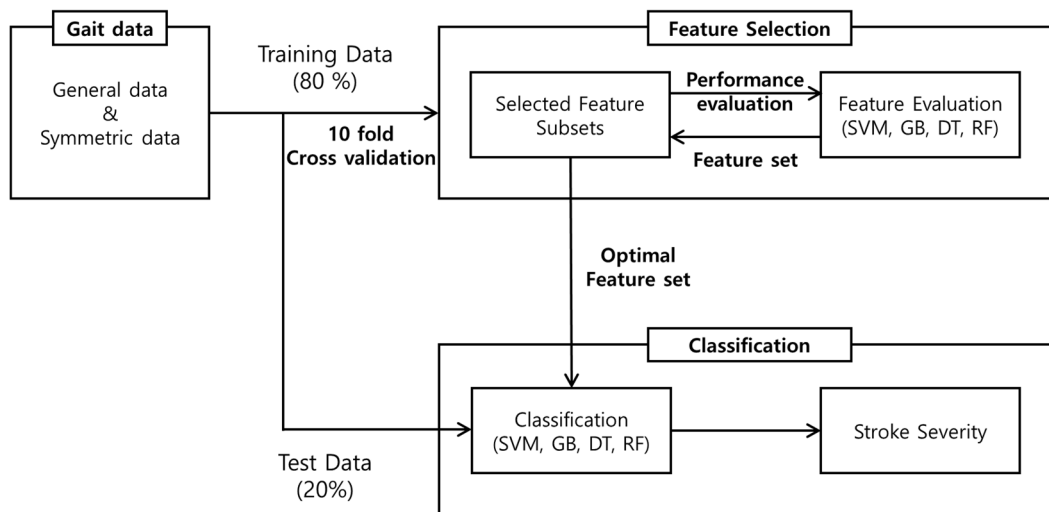 Gait data
General data
&
Symmetric data
Training Data
(80 %)
10 fold
Cross validation
Feature Selection
Selected Feature
Subsets
Performance
evaluation
Feature set
Feature Evaluation
(SVM, GB, DT, RF)
Optimal
Feature set
Classification
Classification
(SVM, GB, DT, RF)
Stroke Severity
Test Data
(20%)